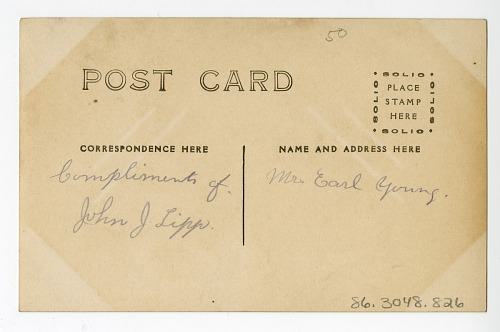 50
POST CARD
SOLIO
SOLIO PLACE SOLIO
STAMP
HERE
SOLIO
CORRESPONDENCE HERE
Compliments of.
John J Lipp.
NAME AND ADDRESS HERE
Mrs Earl Young.
86.3048.826